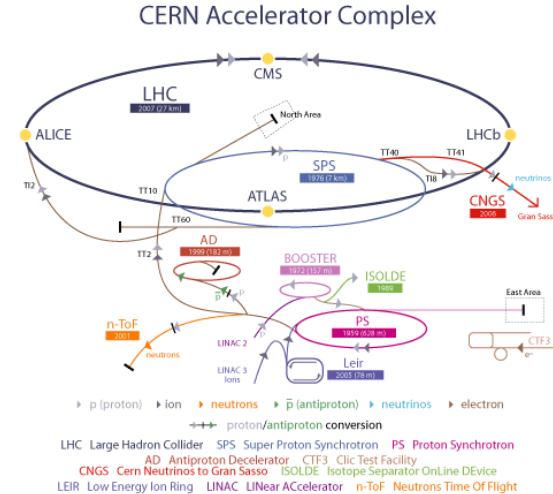 CERN Accelerator Complex
CMS
LHC
2007 (27 km)
North Area
ALICE
LHCb
TT40
TT41
SPS
1976 (7 km)
TI2
TI8
TT10
ATLAS
neutrinos
CNGS
2006
Gran Sasso
TT60
AD
1999 (182 m)
TT2
BOOSTER
1972 (157 m)
ISOLDE
1989
East Area
n-ToF
2001
neutrons
LINAC 2
PS
1959 (628 m)
CTF3
e-
LINAC 3
Ions
Leir
2005 (78 m)
p (proton)
ion
neutrons
p̄ (antiproton)
neutrinos
electron
proton/antiproton conversion
LHC Large Hadron Collider SPS Super Proton Synchrotron PS Proton Synchrotron
AD Antiproton Decelerator CTF3 Clic Test Facility
CNGS Cern Neutrinos to Gran Sasso ISOLDE Isotope Separator OnLine DEvice
LEIR Low Energy Ion Ring LINAC LINear ACcelerator n-ToF Neutrons Time Of Flight